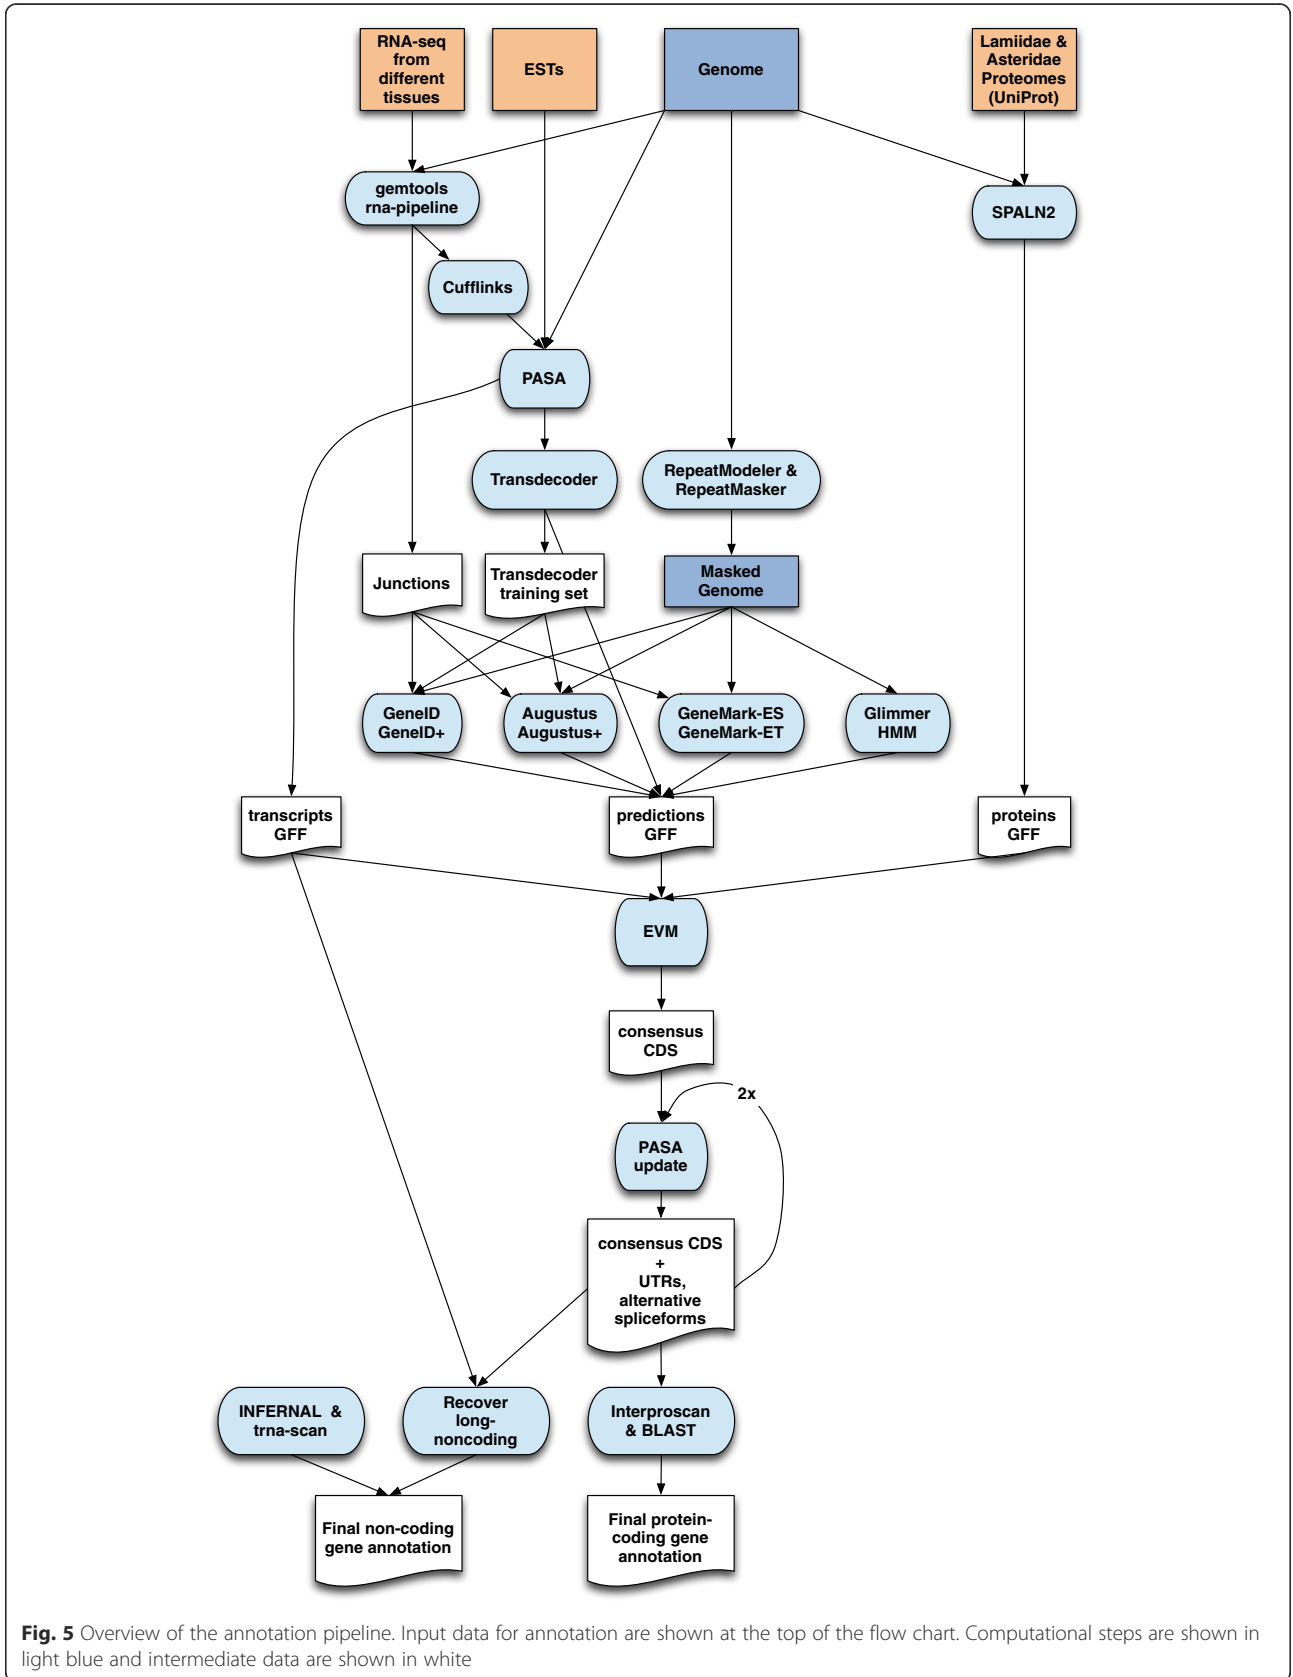 RNA-seq
from
different
tissues
ESTs
Genome
Lamiidae &
Asteridae
Proteomes
(UniProt)
gemtools
rna-pipeline
SPALN2
Cufflinks
PASA
Transdecoder
RepeatModeler &
RepeatMasker
Junctions
Transdecoder
training set
Masked
Genome
GeneID
GeneID+
Augustus
Augustus+
GeneMark-ES
GeneMark-ET
Glimmer
HMM
transcripts
GFF
predictions
GFF
proteins
GFF
EVM
consensus
CDS
2x
PASA
update
consensus CDS
+
UTRs,
alternative
spliceforms
INFERNAL &
trna-scan
Recover
long-
noncoding
Interproscan
& BLAST
Final non-coding
gene annotation
Final protein-
coding gene
annotation
Fig. 5 Overview of the annotation pipeline. Input data for annotation are shown at the top of the flow chart. Computational steps are shown in
light blue and intermediate data are shown in white